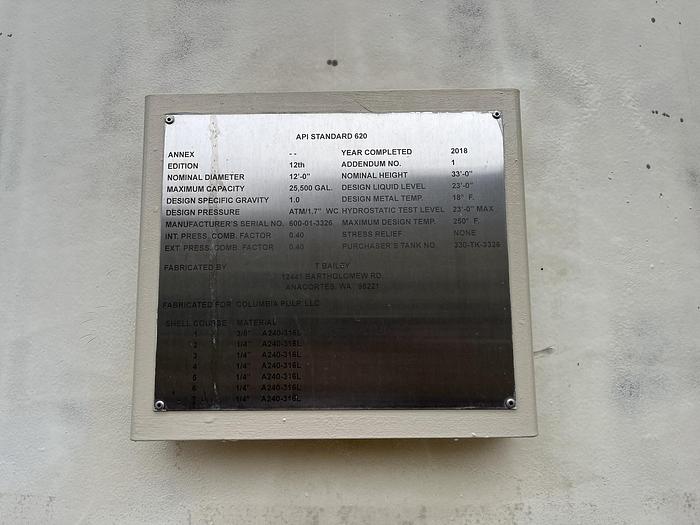 API STANDARD 620
ANNEX -- YEAR COMPLETED 2018
EDITION 12th ADDENDUM NO. 1
NOMINAL DIAMETER 12'-0" NOMINAL HEIGHT 33'-0"
MAXIMUM CAPACITY 25,500 GAL. DESIGN LIQUID LEVEL 23'-0"
DESIGN SPECIFIC GRAVITY 1.0 DESIGN METAL TEMP. 18° F.
DESIGN PRESSURE ATM/1.7" WC HYDROSTATIC TEST LEVEL 23'-0" MAX
MANUFACTURER'S SERIAL NO. 600-01-3326 MAXIMUM DESIGN TEMP. 250° F.
INT. PRESS. COMB. FACTOR 0.40 STRESS RELIEF NONE
EXT. PRESS. COMB. FACTOR 0.40 PURCHASER'S TANK NO. 330-TK-3326
FABRICATED BY T BAILEY
12441 BARTHOLOMEW RD.
ANACORTES, WA 98221
FABRICATED FOR COLUMBIA PULP, LLC
SHELL COURSE MATERIAL
1 3/8" A240-316L
2 1/4" A240-316L
3 1/4" A240-316L
4 1/4" A240-316L
5 1/4" A240-316L
6 1/4" A240-316L
7 1/4" A240-316L